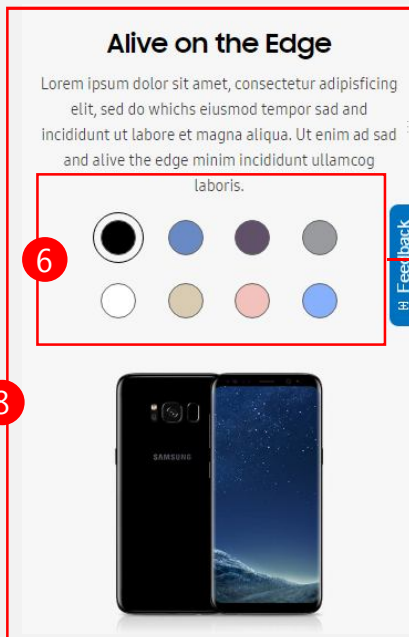 Alive on the Edge
Lorem ipsum dolor sit amet, consectetur adipisficing
elit, sed do whichs eiusmod tempor sad and
incididunt ut labore et magna aliqua. Ut enim ad sad
and alive the edge minim incididunt ullamcog
laboris.
6
Feedback
8
SAMSUNG